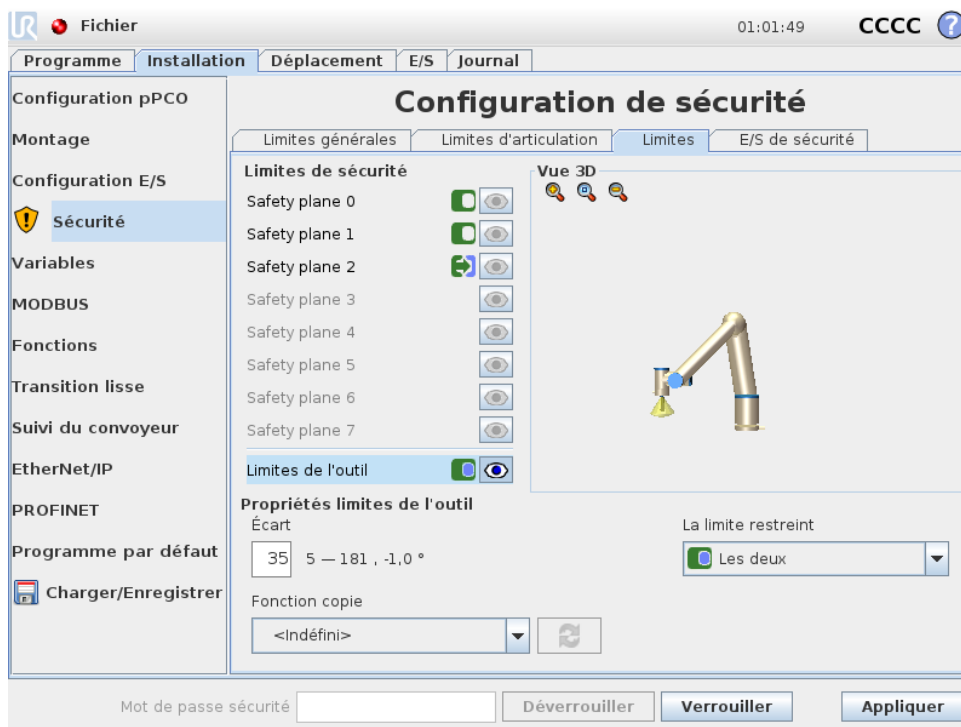 UR Fichier 01:01:49 CCCC ?
Programme Installation Déplacement E/S Journal
Configuration pPCO
Montage
Configuration E/S
Sécurité
Variables
MODBUS
Fonctions
Transition lisse
Suivi du convoyeur
EtherNet/IP
PROFINET
Programme par défaut
Charger/Enregistrer
Configuration de sécurité
Limites générales Limites d'articulation Limites E/S de sécurité
Limites de sécurité
Safety plane 0
Safety plane 1
Safety plane 2
Safety plane 3
Safety plane 4
Safety plane 5
Safety plane 6
Safety plane 7
Limites de l'outil
Vue 3D
Propriétés limites de l'outil
Écart
35 5 — 181 , -1,0 °
La limite restreint
Les deux
Fonction copie
<Indéfini>
Mot de passe sécurité Déverrouiller Verrouiller Appliquer